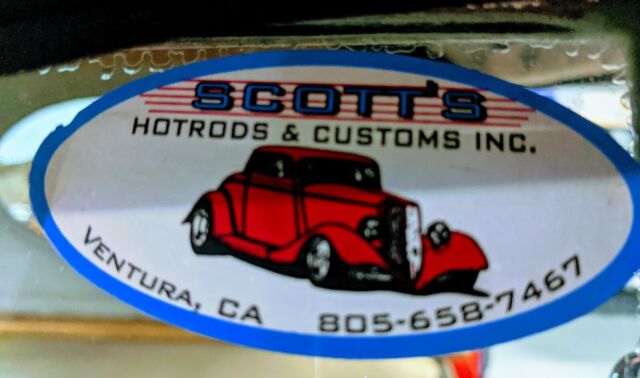 SCOTT'S
HOTRODS & CUSTOMS INC.
VENTURA, CA
805-658-7467